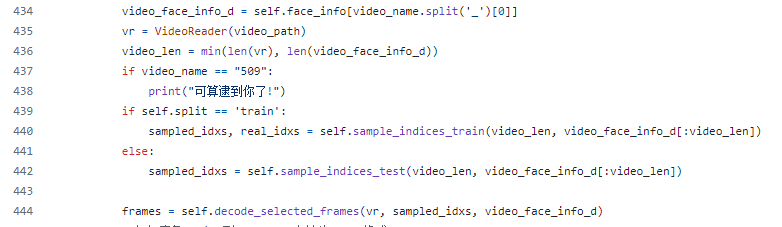 434 video_face_info_d = self.face_info[video_name.split('_')[0]]
435 vr = VideoReader(video_path)
436 video_len = min(len(vr), len(video_face_info_d))
437 if video_name == "509":
438 print("可算逮到你了!")
439 if self.split == 'train':
440 sampled_idxs, real_idxs = self.sample_indices_train(video_len, video_face_info_d[:video_len])
441 else:
442 sampled_idxs = self.sample_indices_test(video_len, video_face_info_d[:video_len])
443
444 frames = self.decode_selected_frames(vr, sampled_idxs, video_face_info_d)